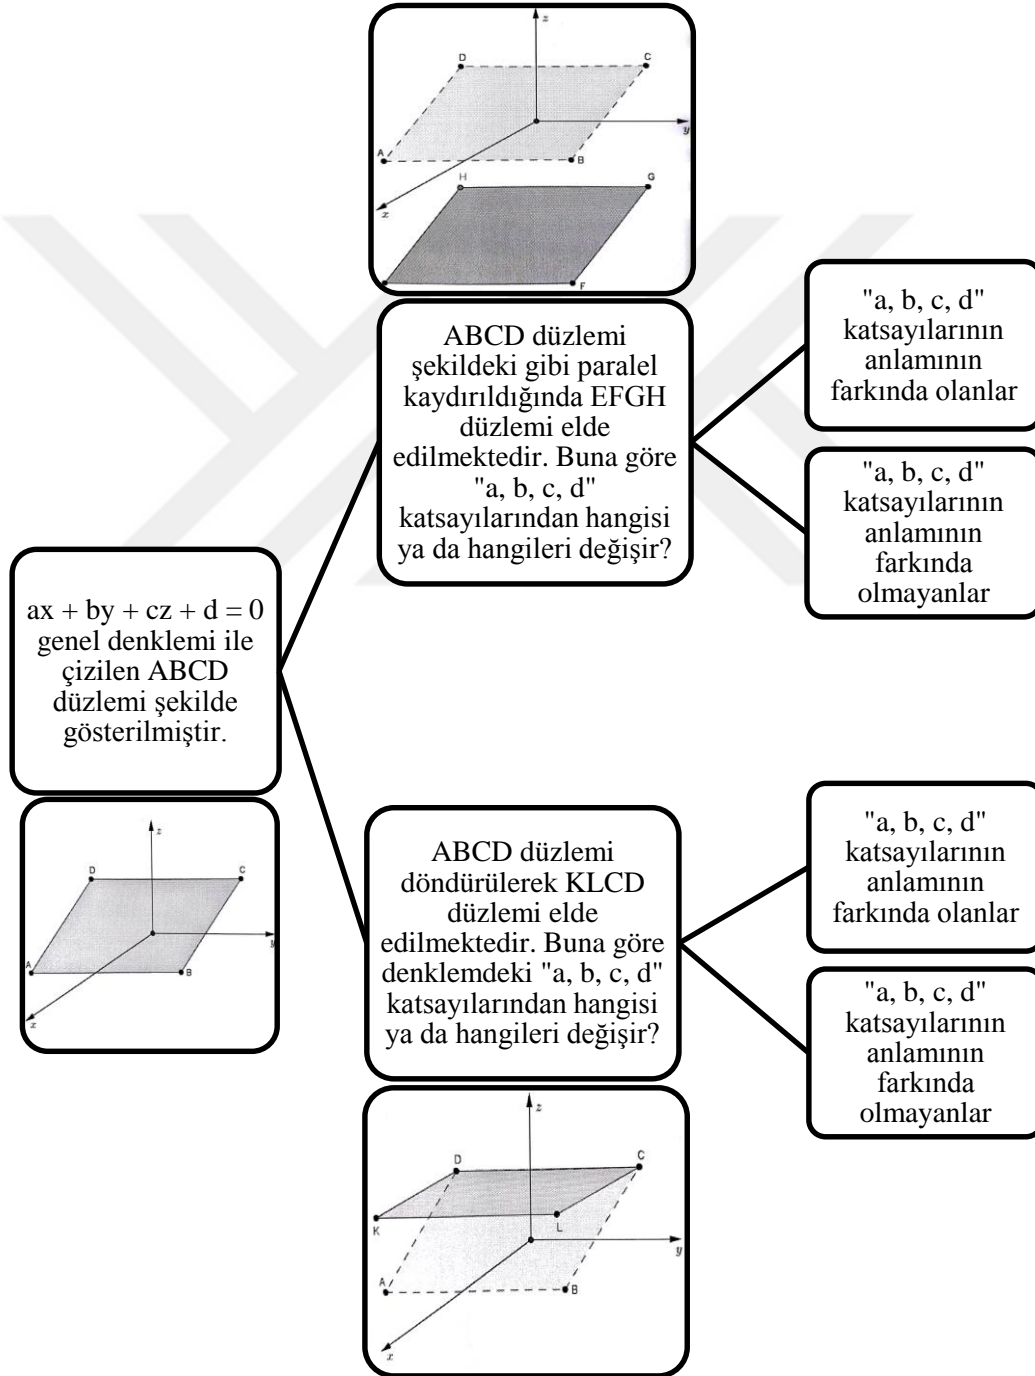 z
D
C
y
A
B
H
G
x
F
ABCD düzlemi
şekildeki gibi paralel
kaydırıldığında EFGH
düzlemi elde
edilmektedir. Buna göre
"a, b, c, d"
katsayılarından hangisi
ya da hangileri değişir?
"a, b, c, d"
katsayılarının
anlamının
farkında olanlar
"a, b, c, d"
katsayılarının
anlamının
farkında
olmayanlar
ax + by + cz + d = 0
genel denklemi ile
çizilen ABCD
düzlemi şekilde
gösterilmiştir.
z
D
C
y
A
B
x
ABCD düzlemi
döndürülerek KLCD
düzlemi elde
edilmektedir. Buna göre
denklemdeki "a, b, c, d"
katsayılarından hangisi
ya da hangileri değişir?
"a, b, c, d"
katsayılarının
anlamının
farkında olanlar
"a, b, c, d"
katsayılarının
anlamının
farkında
olmayanlar
z
D
C
K
L
y
A
B
x